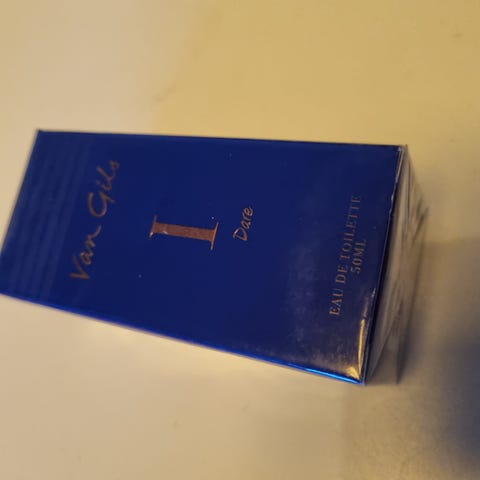 Van Gils
I
Dare
EAU DE TOILETTE
50ML